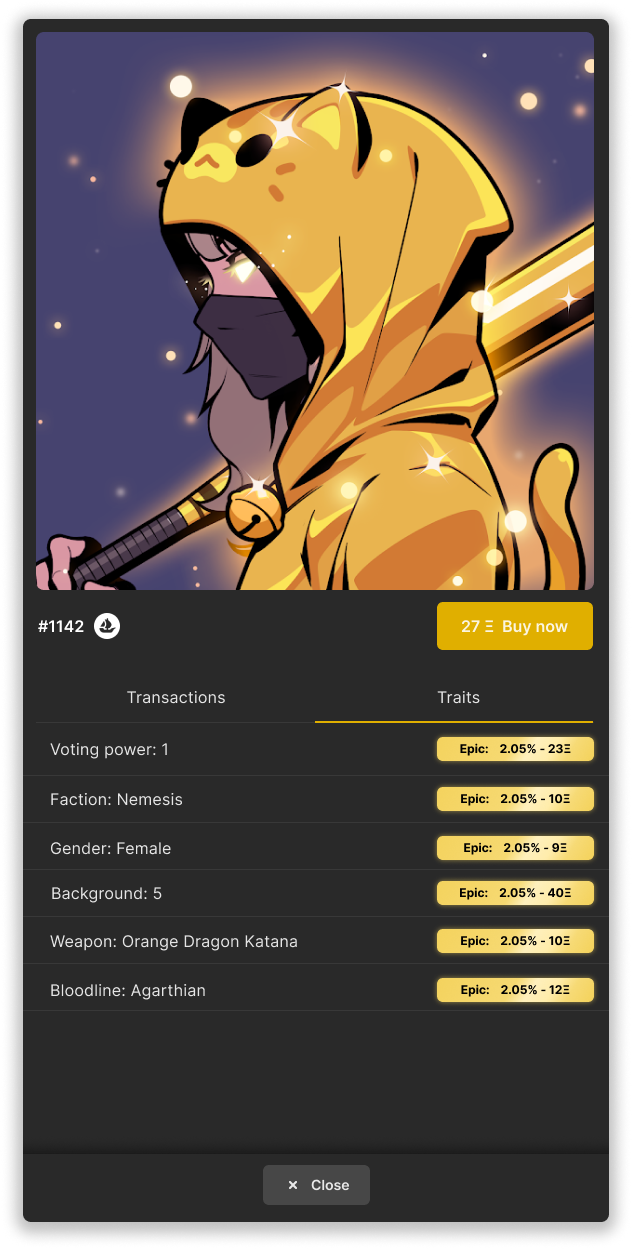 #1142
27 Ξ Buy now
Transactions Traits
Voting power: 1 Epic: 2.05% - 23Ξ
Faction: Nemesis Epic: 2.05% - 10Ξ
Gender: Female Epic: 2.05% - 9Ξ
Background: 5 Epic: 2.05% - 40Ξ
Weapon: Orange Dragon Katana Epic: 2.05% - 10Ξ
Bloodline: Agarthian Epic: 2.05% - 12Ξ
× Close